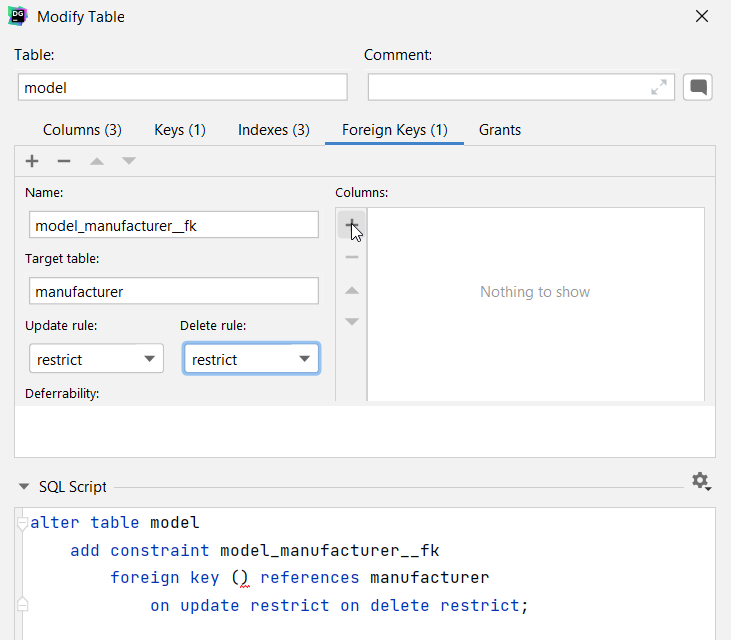 DG
Modify Table
Table: Comment:
model
Columns (3) Keys (1) Indexes (3) Foreign Keys (1) Grants
Name: Columns:
model_manufacturer__fk
Target table:
manufacturer
Nothing to show
Update rule: Delete rule:
restrict restrict
Deferrability:
SQL Script
alter table model
add constraint model_manufacturer__fk
foreign key () references manufacturer
on update restrict on delete restrict;